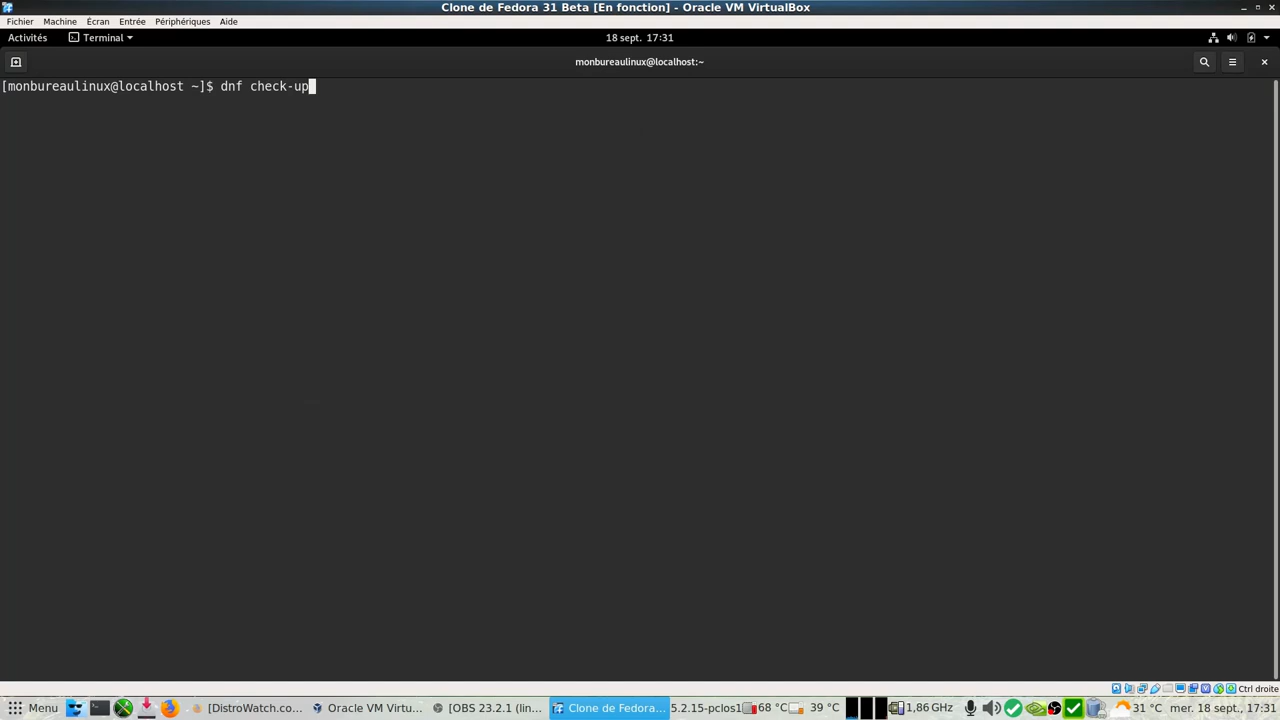 Clone de Fedora 31 Beta [En fonction] - Oracle VM VirtualBox
Fichier Machine Écran Entrée Périphériques Aide
Activités Terminal 18 sept. 17:31
monbureaulinux@localhost:~
[monbureaulinux@localhost ~]$ dnf check-up
Ctrl droite
Menu [DistroWatch.co... Oracle VM Virtu... [OBS 23.2.1 (lin... Clone de Fedora... 5.2.15-pclos1 68 °C 39 °C 1,86 GHz 31 °C mer. 18 sept., 17:31